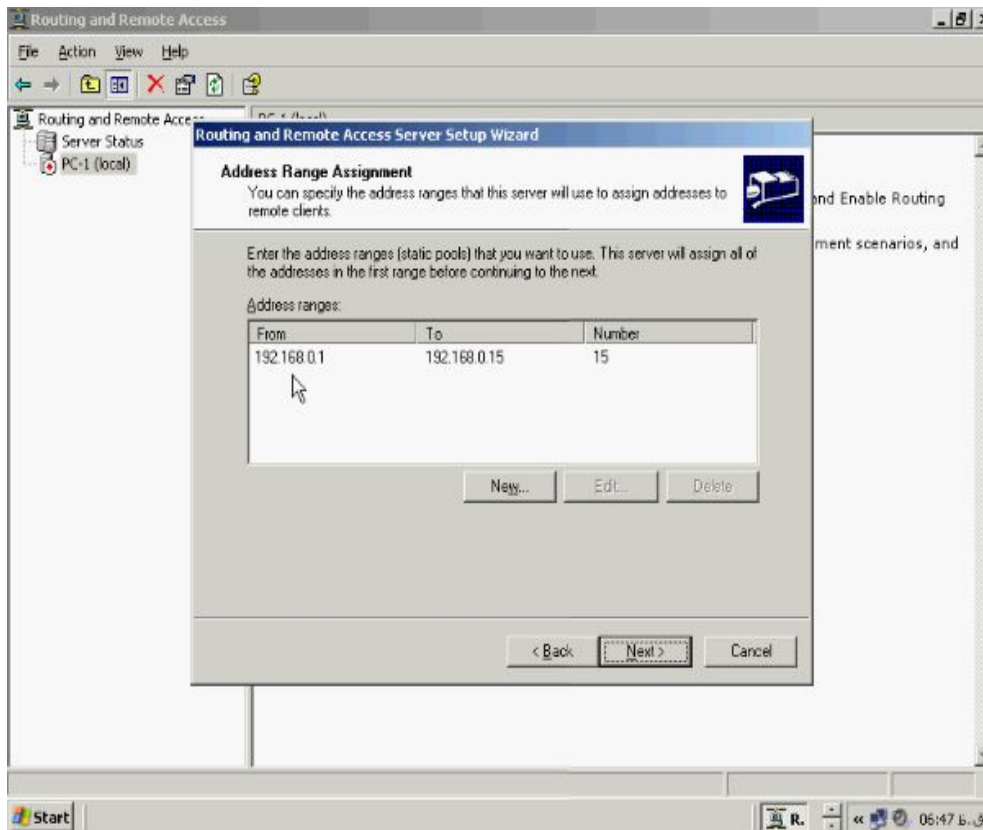 Routing and Remote Access
File Action View Help
Routing and Remote
Server Status
PC-1 (local)
Routing and Remote Access Server Setup Wizard
Address Range Assignment
You can specify the address ranges that this server will use to assign addresses to
remote clients.
and Enable Routing
ment scenarios, and
Enter the address ranges (static pools) that you want to use. This server will assign all of
the addresses in the first range before continuing to the next.
Address ranges:
From To Number
192.168.0.1 192.168.0.15 15
New... Edit... Delete
< Back Next > Cancel
Start R. « 06:47